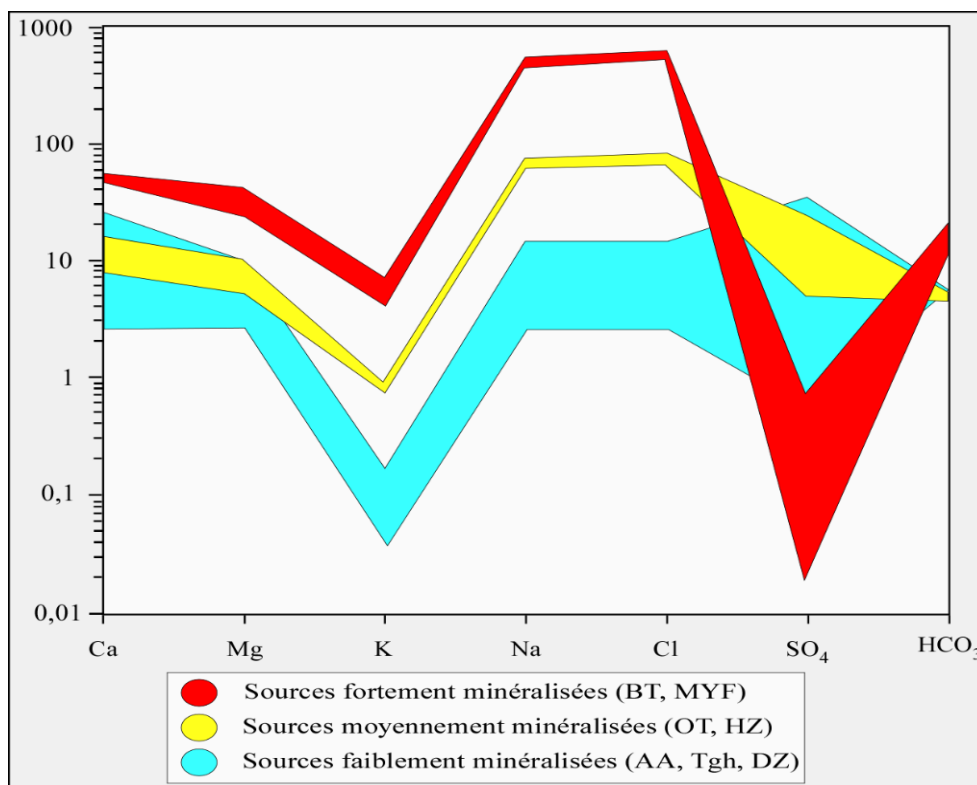 1000
100
10
1
0,1
0,01
Ca Mg K Na Cl SO₄ HCO₃
Sources fortement minéralisées (BT, MYF)
Sources moyennement minéralisées (OT, HZ)
Sources faiblement minéralisées (AA, Tgh, DZ)